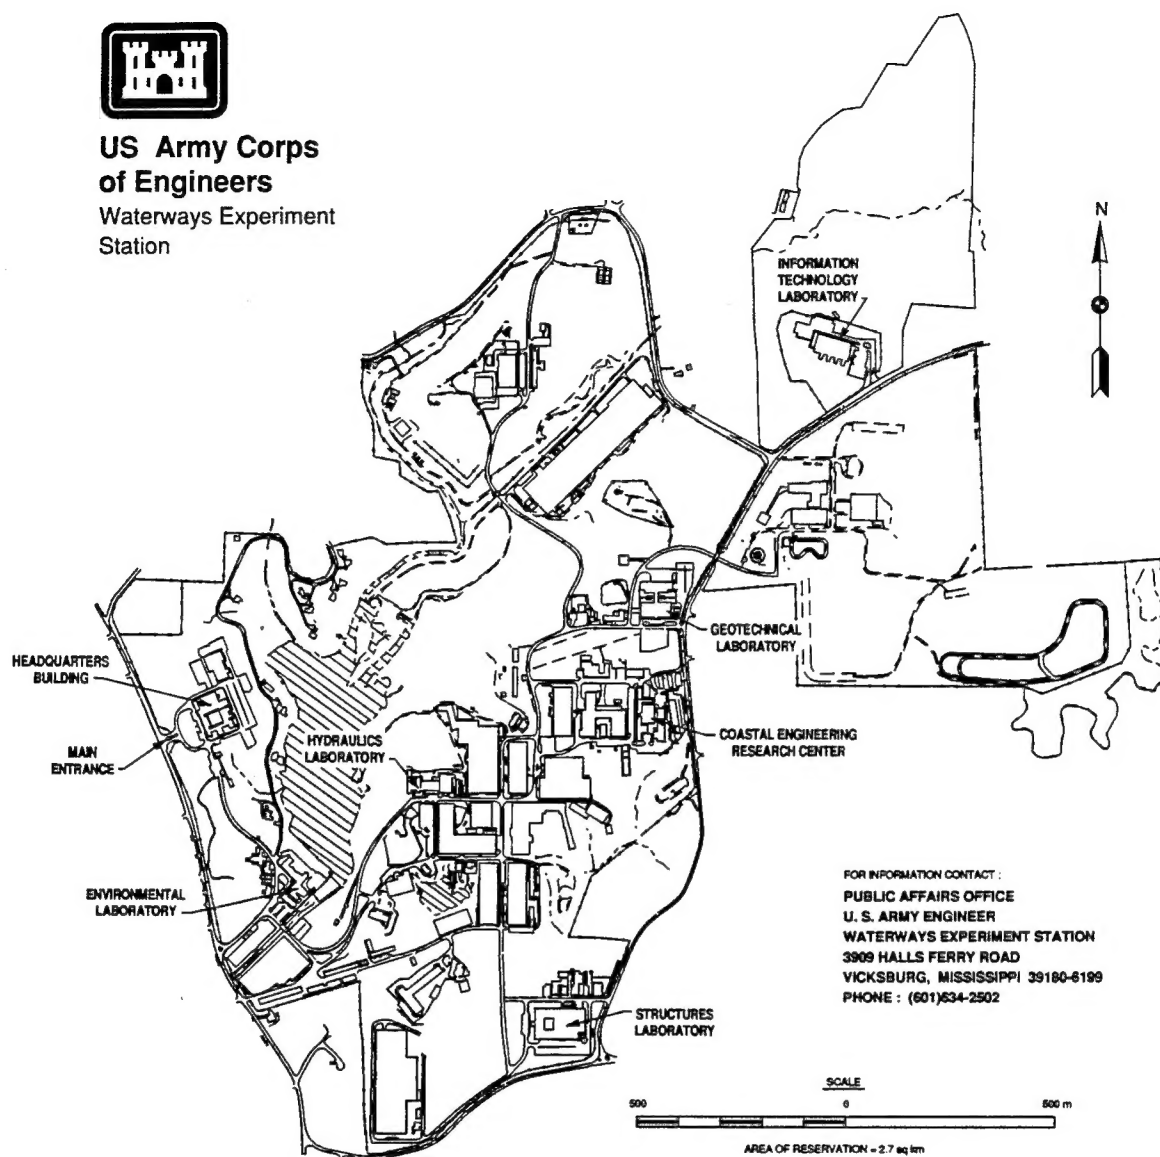 US Army Corps
of Engineers
Waterways Experiment
Station
N
INFORMATION
TECHNOLOGY
LABORATORY
GEOTECHNICAL
LABORATORY
HEADQUARTERS
BUILDING
MAIN
ENTRANCE
HYDRAULICS
LABORATORY
COASTAL ENGINEERING
RESEARCH CENTER
ENVIRONMENTAL
LABORATORY
STRUCTURES
LABORATORY
FOR INFORMATION CONTACT :
PUBLIC AFFAIRS OFFICE
U. S. ARMY ENGINEER
WATERWAYS EXPERIMENT STATION
3909 HALLS FERRY ROAD
VICKSBURG, MISSISSIPPI 39180-6199
PHONE : (601)634-2502
SCALE
500 0 500 m
AREA OF RESERVATION = 2.7 sq km